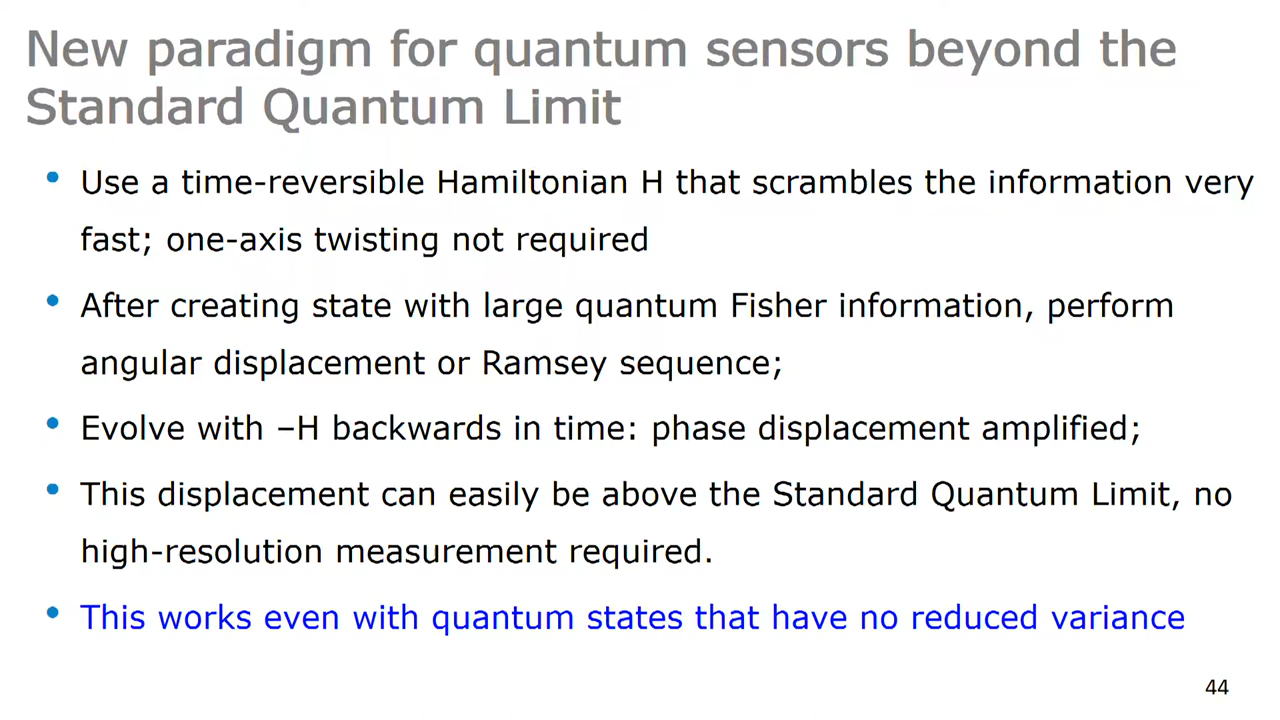 New paradigm for quantum sensors beyond the
Standard Quantum Limit
• Use a time-reversible Hamiltonian H that scrambles the information very
fast; one-axis twisting not required
• After creating state with large quantum Fisher information, perform
angular displacement or Ramsey sequence;
• Evolve with –H backwards in time: phase displacement amplified;
• This displacement can easily be above the Standard Quantum Limit, no
high-resolution measurement required.
• This works even with quantum states that have no reduced variance
44